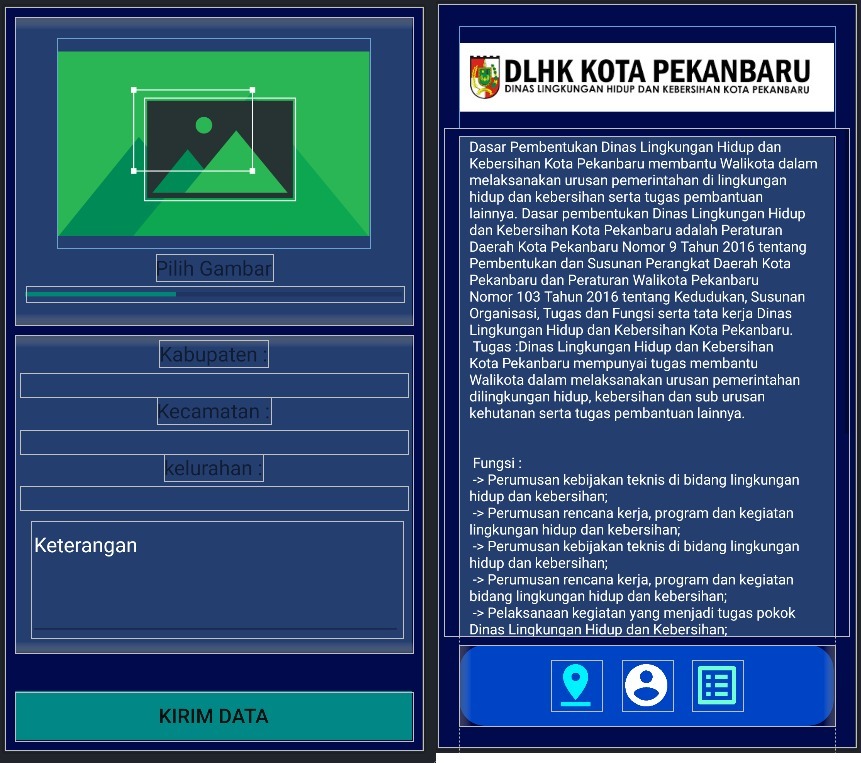 Pilih Gambar
Kabupaten :
Kecamatan :
kelurahan :
Keterangan
KIRIM DATA
DLHK KOTA PEKANBARU
DINAS LINGKUNGAN HIDUP DAN KEBERSIHAN KOTA PEKANBARU
Dasar Pembentukan Dinas Lingkungan Hidup dan
Kebersihan Kota Pekanbaru membantu Walikota dalam
melaksanakan urusan pemerintahan di lingkungan
hidup dan kebersihan serta tugas pembantuan
lainnya. Dasar pembentukan Dinas Lingkungan Hidup
dan Kebersihan Kota Pekanbaru adalah Peraturan
Daerah Kota Pekanbaru Nomor 9 Tahun 2016 tentang
Pembentukan dan Susunan Perangkat Daerah Kota
Pekanbaru dan Peraturan Walikota Pekanbaru
Nomor 103 Tahun 2016 tentang Kedudukan, Susunan
Organisasi, Tugas dan Fungsi serta tata kerja Dinas
Lingkungan Hidup dan Kebersihan Kota Pekanbaru.
Tugas :Dinas Lingkungan Hidup dan Kebersihan
Kota Pekanbaru mempunyai tugas membantu
Walikota dalam melaksanakan urusan pemerintahan
dilingkungan hidup, kebersihan dan sub urusan
kehutanan serta tugas pembantuan lainnya.
Fungsi :
-> Perumusan kebijakan teknis di bidang lingkungan
hidup dan kebersihan;
-> Perumusan rencana kerja, program dan kegiatan
lingkungan hidup dan kebersihan;
-> Perumusan kebijakan teknis di bidang lingkungan
hidup dan kebersihan;
-> Perumusan rencana kerja, program dan kegiatan
bidang lingkungan hidup dan kebersihan;
-> Pelaksanaan kegiatan yang menjadi tugas pokok
Dinas Lingkungan Hidup dan Kebersihan;